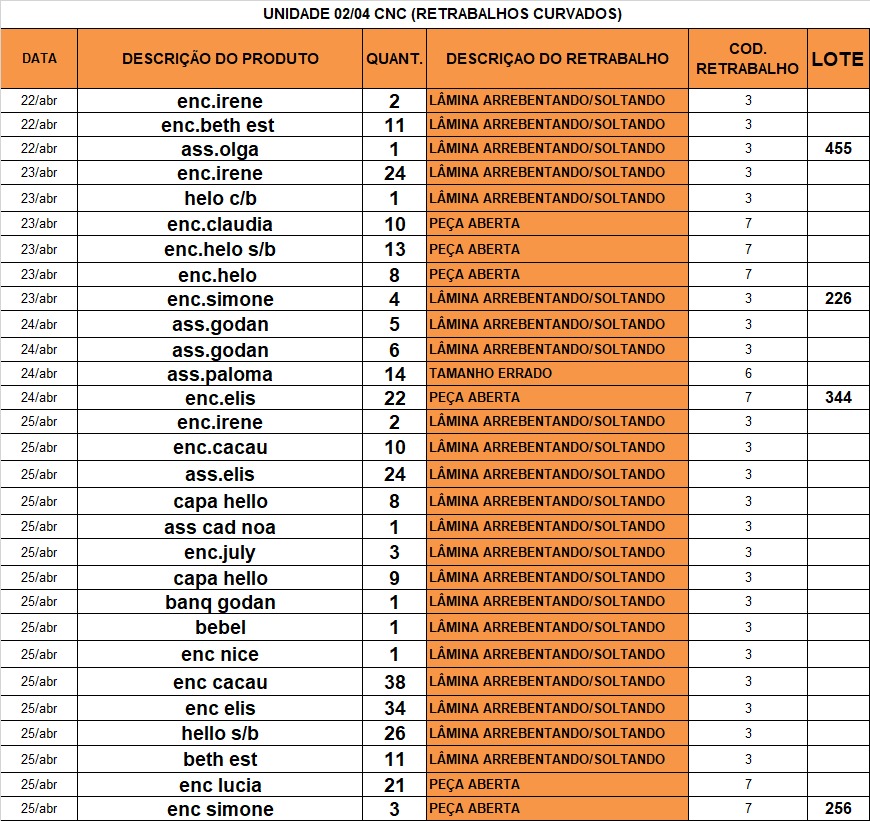 UNIDADE 02/04 CNC (RETRABALHOS CURVADOS)
DATA DESCRIÇÃO DO PRODUTO QUANT. DESCRIÇAO DO RETRABALHO COD. RETRABALHO LOTE
22/abr enc.irene 2 LÂMINA ARREBENTANDO/SOLTANDO 3
22/abr enc.beth est 11 LÂMINA ARREBENTANDO/SOLTANDO 3
22/abr ass.olga 1 LÂMINA ARREBENTANDO/SOLTANDO 3 455
23/abr enc.irene 24 LÂMINA ARREBENTANDO/SOLTANDO 3
23/abr helo c/b 1 LÂMINA ARREBENTANDO/SOLTANDO 3
23/abr enc.claudia 10 PEÇA ABERTA 7
23/abr enc.helo s/b 13 PEÇA ABERTA 7
23/abr enc.helo 8 PEÇA ABERTA 7
23/abr enc.simone 4 LÂMINA ARREBENTANDO/SOLTANDO 3 226
24/abr ass.godan 5 LÂMINA ARREBENTANDO/SOLTANDO 3
24/abr ass.godan 6 LÂMINA ARREBENTANDO/SOLTANDO 3
24/abr ass.paloma 14 TAMANHO ERRADO 6
24/abr enc.elis 22 PEÇA ABERTA 7 344
25/abr enc.irene 2 LÂMINA ARREBENTANDO/SOLTANDO 3
25/abr enc.cacau 10 LÂMINA ARREBENTANDO/SOLTANDO 3
25/abr ass.elis 24 LÂMINA ARREBENTANDO/SOLTANDO 3
25/abr capa hello 8 LÂMINA ARREBENTANDO/SOLTANDO 3
25/abr ass cad noa 1 LÂMINA ARREBENTANDO/SOLTANDO 3
25/abr enc.july 3 LÂMINA ARREBENTANDO/SOLTANDO 3
25/abr capa hello 9 LÂMINA ARREBENTANDO/SOLTANDO 3
25/abr banq godan 1 LÂMINA ARREBENTANDO/SOLTANDO 3
25/abr bebel 1 LÂMINA ARREBENTANDO/SOLTANDO 3
25/abr enc nice 1 LÂMINA ARREBENTANDO/SOLTANDO 3
25/abr enc cacau 38 LÂMINA ARREBENTANDO/SOLTANDO 3
25/abr enc elis 34 LÂMINA ARREBENTANDO/SOLTANDO 3
25/abr hello s/b 26 LÂMINA ARREBENTANDO/SOLTANDO 3
25/abr beth est 11 LÂMINA ARREBENTANDO/SOLTANDO 3
25/abr enc lucia 21 PEÇA ABERTA 7
25/abr enc simone 3 PEÇA ABERTA 7 256